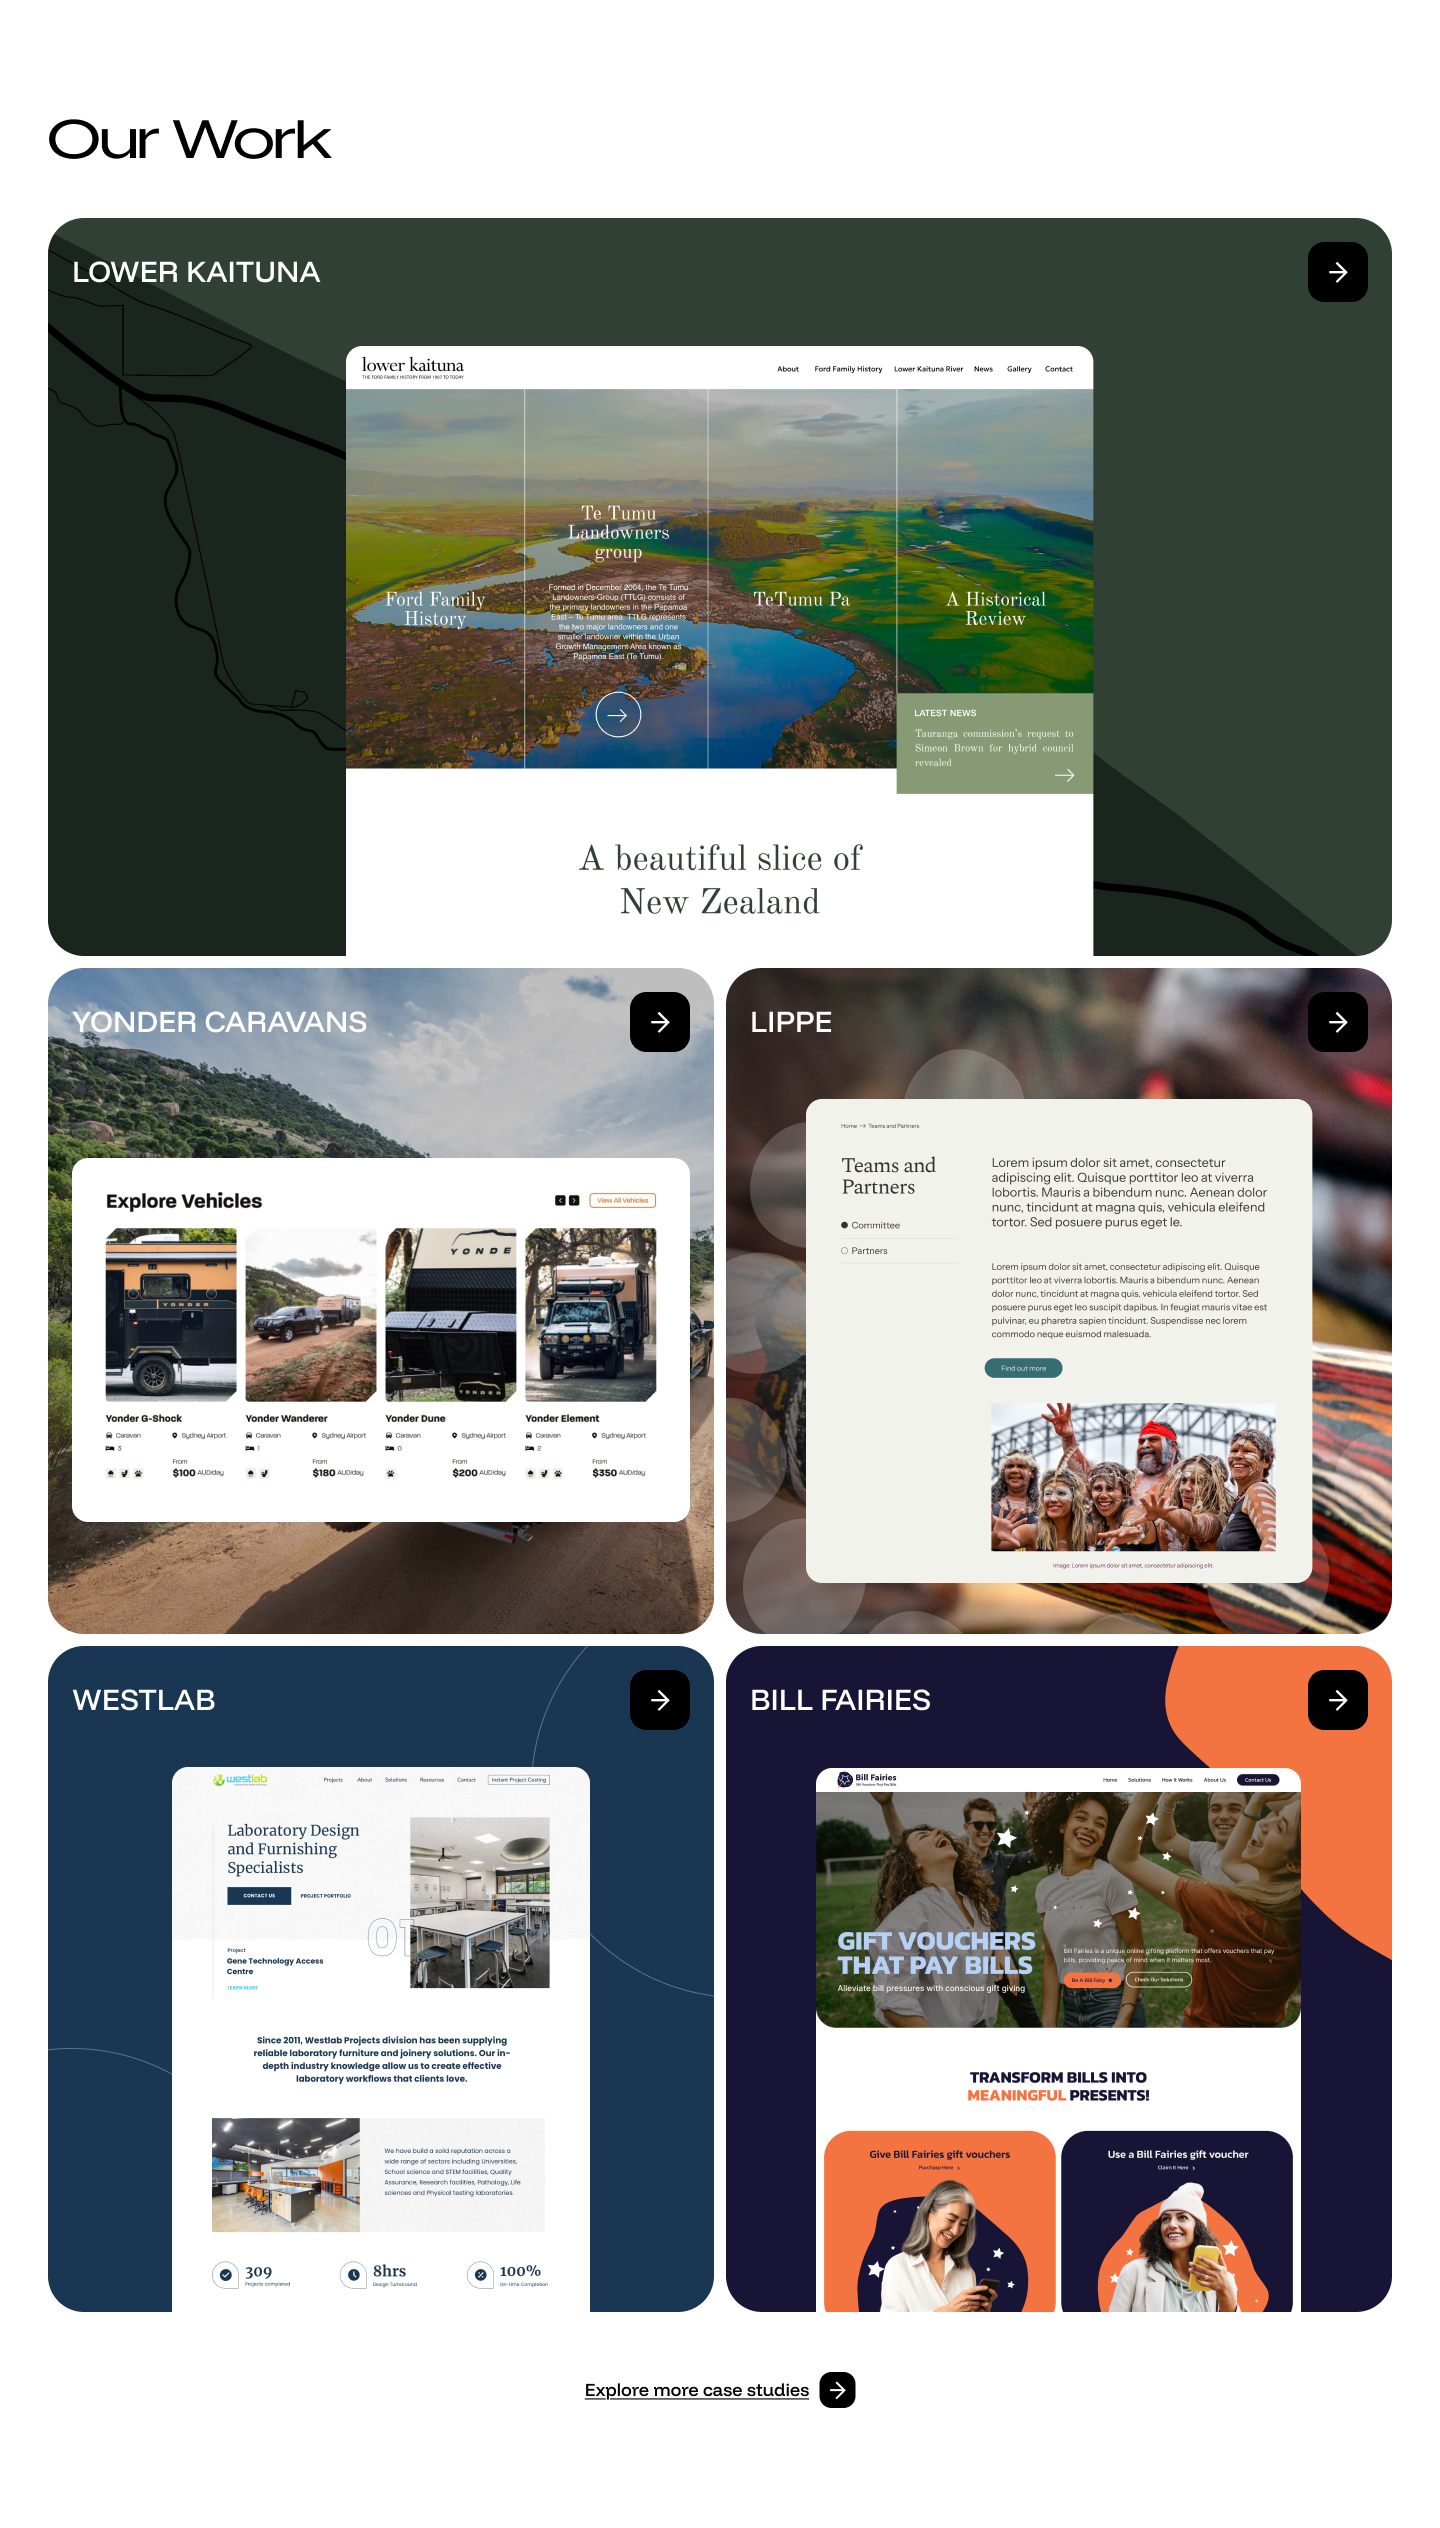 Our Work
LOWER KAITUNA
lower kaituna
THE FORD FAMILY HISTORY FROM 1907 TO TODAY
About Ford Family History Lower Kaituna River News Gallery Contact
Ford Family
History
Te Tumu
Landowners
group
Formed in December 2004, the Te Tumu
Landowners Group (TTLG) consists of
the primary landowners in the Papamoa
East – Te Tumu area. TTLG represents
the two major landowners and one
smaller landowner within the Urban
Growth Management Area known as
Papamoa East (Te Tumu).
TeTumu Pa
A Historical
Review
LATEST NEWS
Tauranga commission's request to
Simeon Brown for hybrid council
revealed
A beautiful slice of
New Zealand
YONDER CARAVANS
Explore Vehicles
View All Vehicles
YONDER
YONDE
YONDER
Yonder G-Shock
Caravan Sydney Airport
3
From
$100 AUD/day
Yonder Wanderer
Caravan Sydney Airport
1
From
$180 AUD/day
Yonder Dune
Caravan Sydney Airport
0
From
$200 AUD/day
Yonder Element
Caravan Sydney Airport
2
From
$350 AUD/day
LIPPE
Home → Teams and Partners
Teams and
Partners
Committee
Partners
Lorem ipsum dolor sit amet, consectetur
adipiscing elit. Quisque porttitor leo at viverra
lobortis. Mauris a bibendum nunc. Aenean dolor
nunc, tincidunt at magna quis, vehicula eleifend
tortor. Sed posuere purus eget le.
Lorem ipsum dolor sit amet, consectetur adipiscing elit. Quisque
porttitor leo at viverra lobortis. Mauris a bibendum nunc. Aenean
dolor nunc, tincidunt at magna quis, vehicula eleifend tortor. Sed
posuere purus eget leo suscipit dapibus. In feugiat mauris vitae est
pulvinar, eu pharetra sapien tincidunt. Suspendisse nec lorem
commodo neque euismod malesuada.
Find out more
Image: Lorem ipsum dolor sit amet, consectetur adipiscing elit.
WESTLAB
westlab
Projects About Solutions Resources Contact Instant Project Costing
Laboratory Design
and Furnishing
Specialists
CONTACT US PROJECT PORTFOLIO
01
Project
Gene Technology Access
Centre
LEARN MORE
Since 2011, Westlab Projects division has been supplying
reliable laboratory furniture and joinery solutions. Our in-
depth industry knowledge allow us to create effective
laboratory workflows that clients love.
We have build a solid reputation across a
wide range of sectors including Universities,
School science and STEM facilities, Quality
Assurance, Research facilities, Pathology, Life
sciences and Physical testing laboratories.
309
Projects completed
8hrs
Design Turnaround
100%
On-time Completion
BILL FAIRIES
Bill Fairies
Gift Vouchers That Pay Bills
Home Solutions How It Works About Us Contact Us
GIFT VOUCHERS
THAT PAY BILLS
Alleviate bill pressures with conscious gift giving
Bill Fairies is a unique online gifting platform that offers vouchers that pay
bills, providing peace of mind when it matters most.
Be A Bill Fairy Check Our Solutions
TRANSFORM BILLS INTO
MEANINGFUL PRESENTS!
Give Bill Fairies gift vouchers
Purchase Here >
Use a Bill Fairies gift voucher
Claim It Here >
Explore more case studies